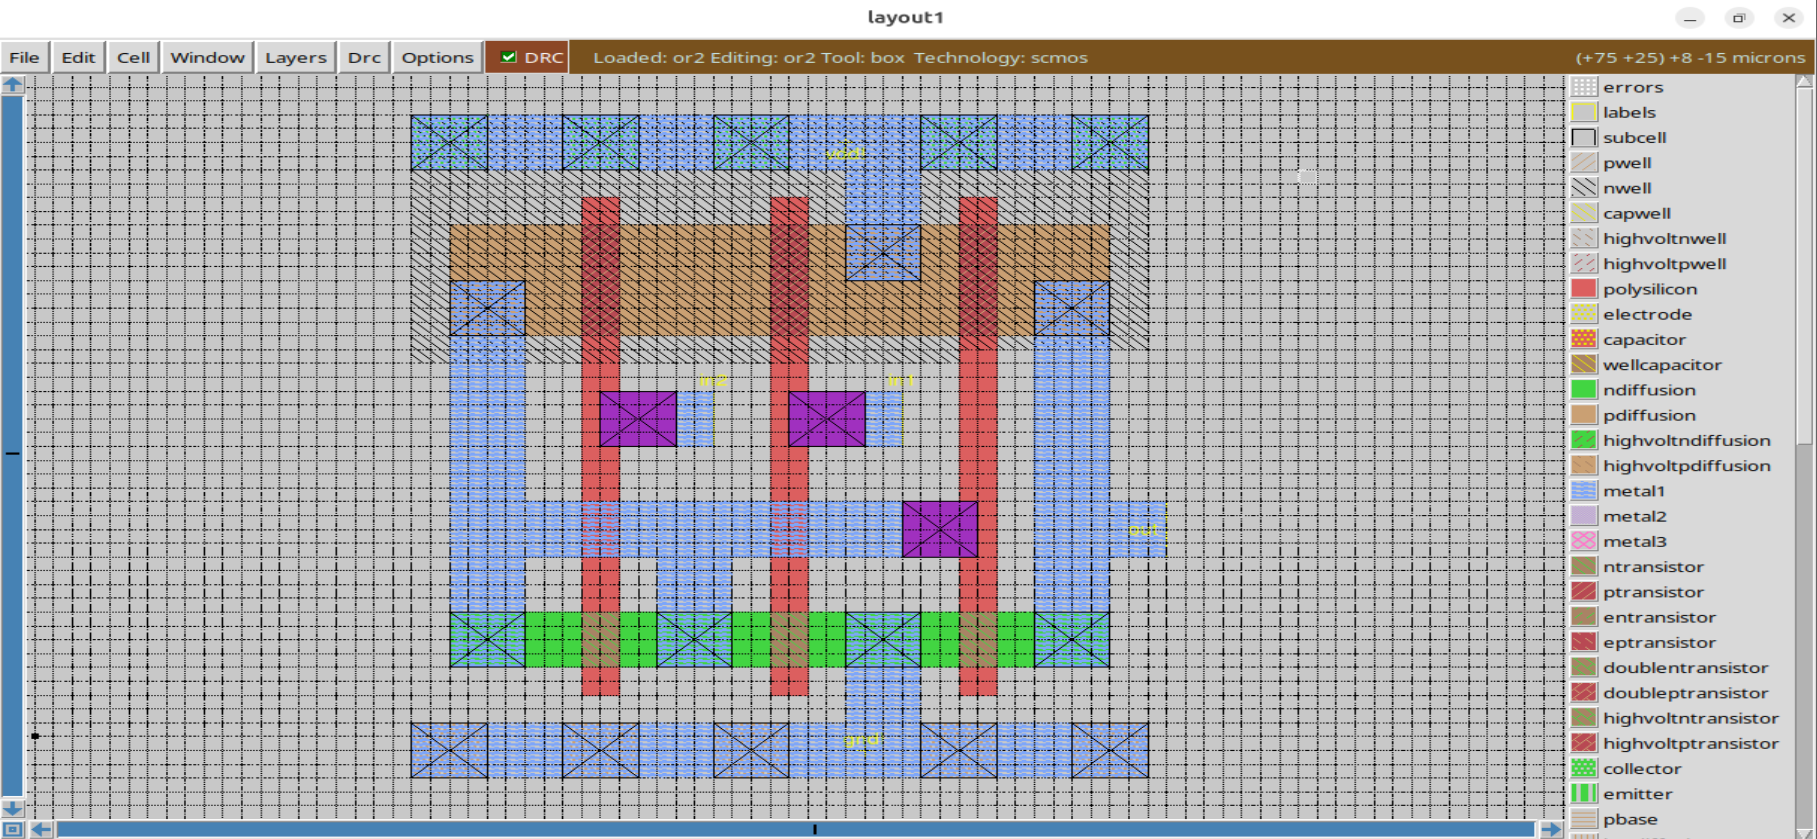 layout1
File Edit Cell Window Layers Drc Options DRC Loaded: or2 Editing: or2 Tool: box Technology: scmos (+75 +25) +8 -15 microns
vdd!
in2
in1
out
gnd!
errors
labels
subcell
pwell
nwell
capwell
highvoltnwell
highvoltpwell
polysilicon
electrode
capacitor
wellcapacitor
ndiffusion
pdiffusion
highvoltndiffusion
highvoltpdiffusion
metal1
metal2
metal3
ntransistor
ptransistor
entransistor
eptransistor
doublentransistor
doubleptransistor
highvoltntransistor
highvoltptransistor
collector
emitter
pbase